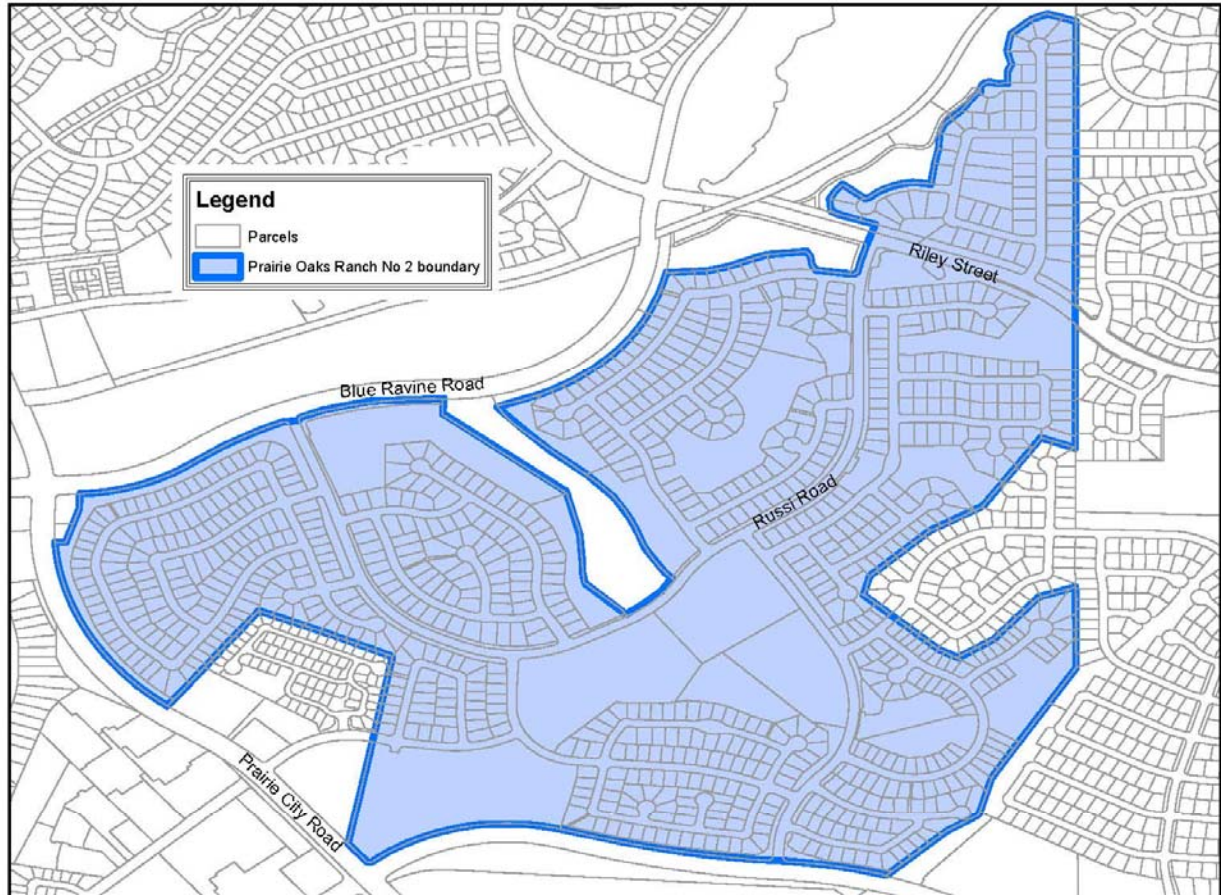 Legend
Parcels
Prairie Oaks Ranch No 2 boundary
Riley Street
Blue Ravine Road
Russi Road
Prairie City Road